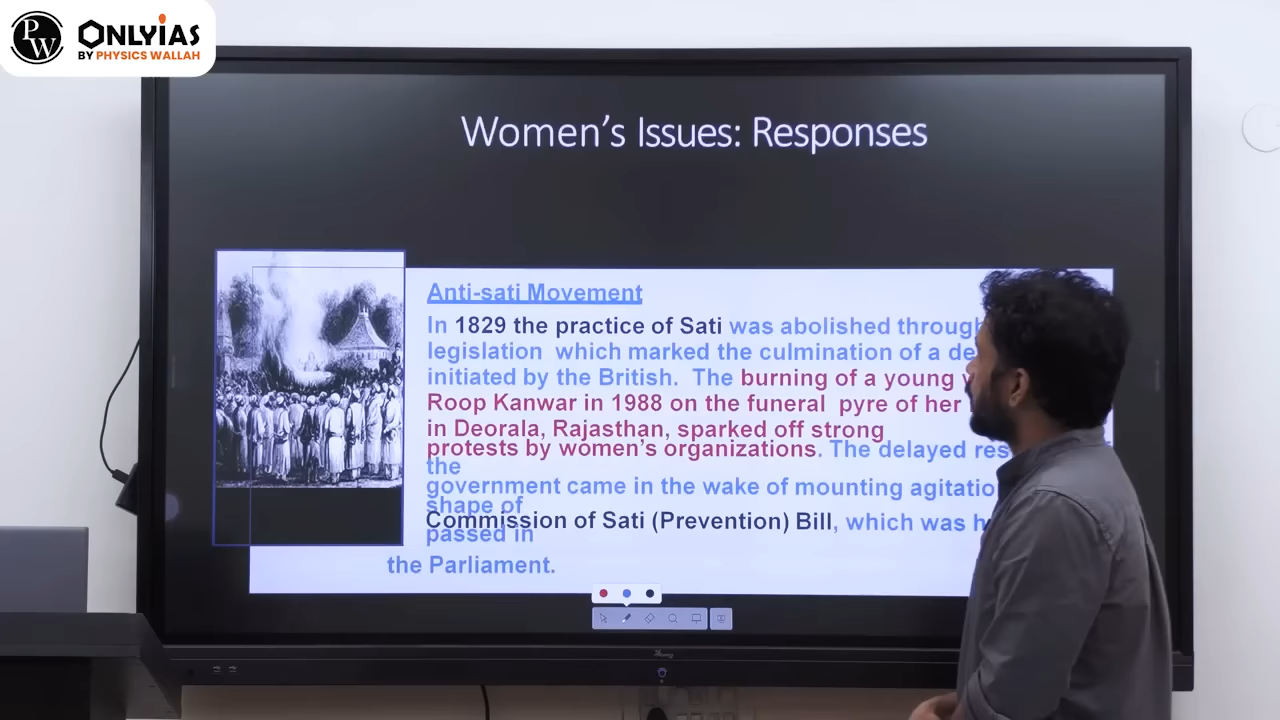 PW
ONLYIAS
BY PHYSICS WALLAH
Women's Issues: Responses
Anti-sati Movement
In 1829 the practice of Sati was abolished through
legislation which marked the culmination of a
initiated by the British. The burning of a young
Roop Kanwar in 1988 on the funeral pyre of her
in Deorala, Rajasthan, sparked off strong
protests by women's organizations. The delayed
the
government came in the wake of mounting
shape of
Commission of Sati (Prevention) Bill, which was
passed in
the Parliament.